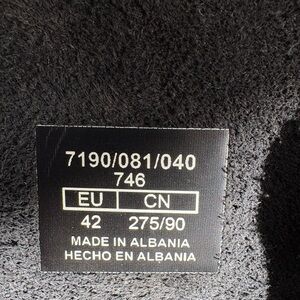 7190/081/040
746
EU CN
42 275/90
MADE IN ALBANIA
HECHO EN ALBANIA